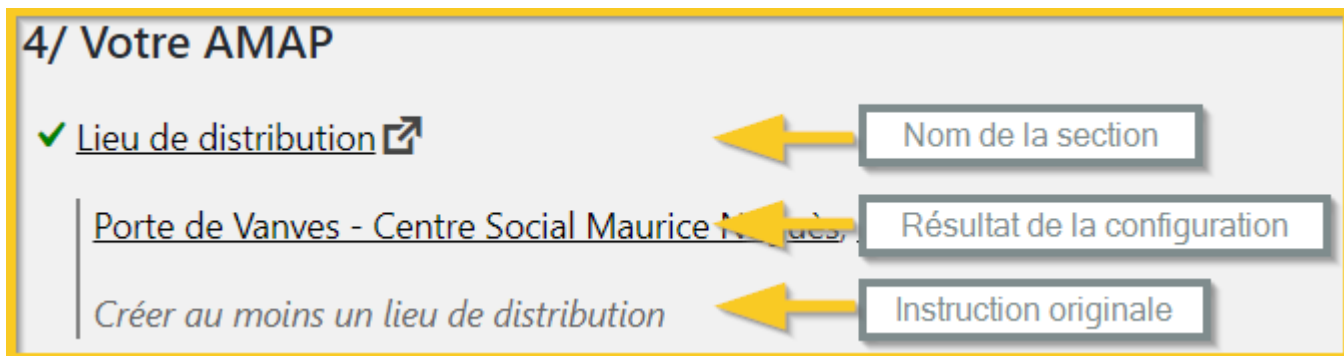 4/ Votre AMAP
Lieu de distribution
Nom de la section
Porte de Vanves - Centre Social Maurice
Résultat de la configuration
Créer au moins un lieu de distribution
Instruction originale